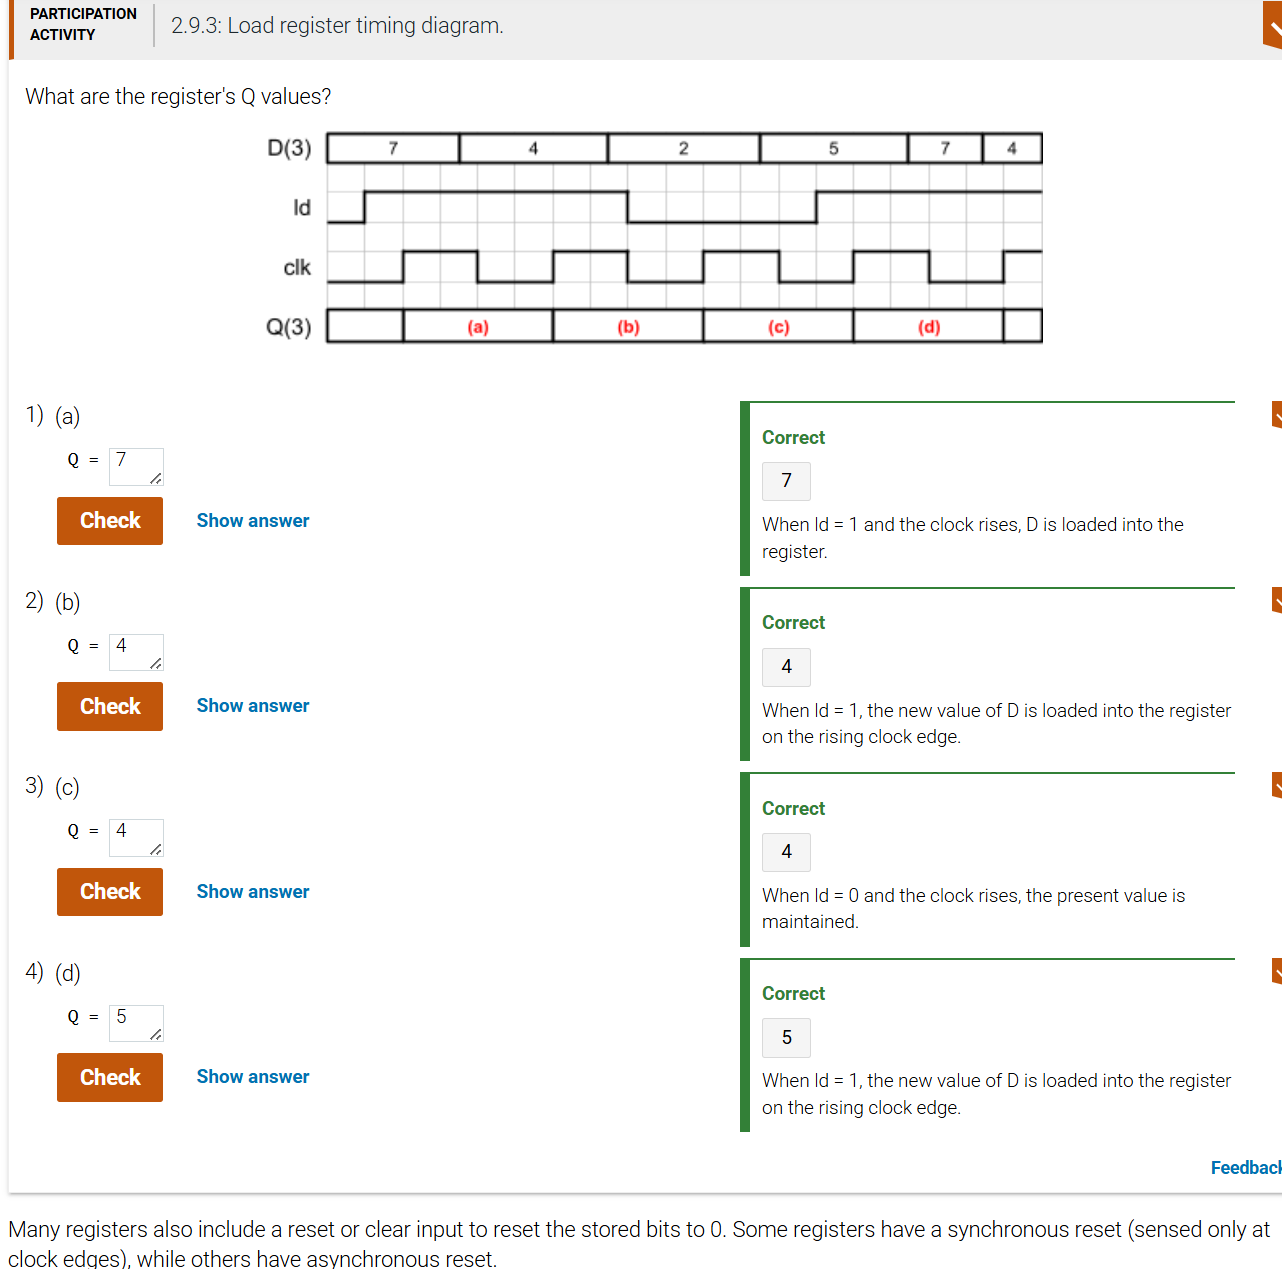 PARTICIPATION
ACTIVITY
2.9.3: Load register timing diagram.
What are the register's Q values?
D(3) 7 4 2 5 7 4
ld
clk
Q(3) (a) (b) (c) (d)
1) (a)
Q = 7
Check Show answer
Correct
7
When ld = 1 and the clock rises, D is loaded into the
register.
2) (b)
Q = 4
Check Show answer
Correct
4
When ld = 1, the new value of D is loaded into the register
on the rising clock edge.
3) (c)
Q = 4
Check Show answer
Correct
4
When ld = 0 and the clock rises, the present value is
maintained.
4) (d)
Q = 5
Check Show answer
Correct
5
When ld = 1, the new value of D is loaded into the register
on the rising clock edge.
Feedback
Many registers also include a reset or clear input to reset the stored bits to 0. Some registers have a synchronous reset (sensed only at
clock edges), while others have asynchronous reset.